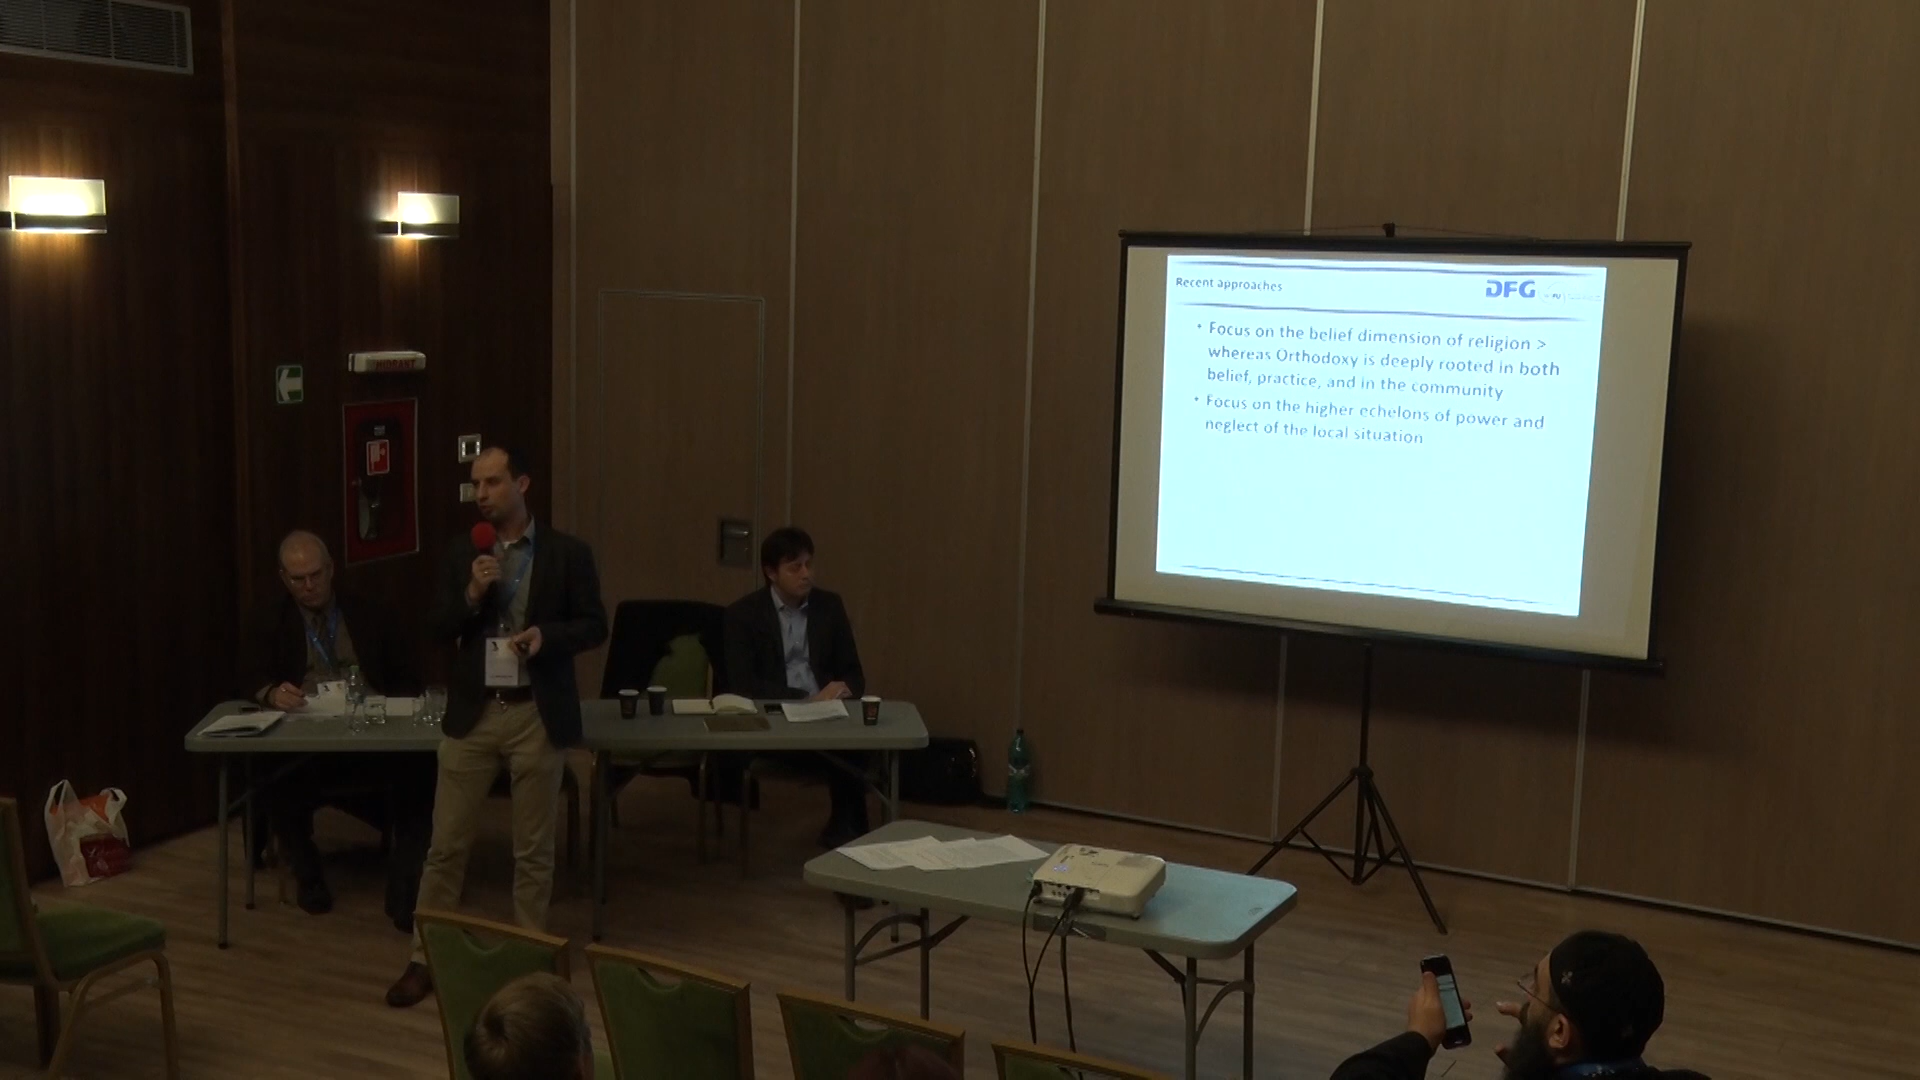 HIDRANT
Recent approaches
DFG
• Focus on the belief dimension of religion >
whereas Orthodoxy is deeply rooted in both
belief, practice, and in the community
• Focus on the higher echelons of power and
neglect of the local situation